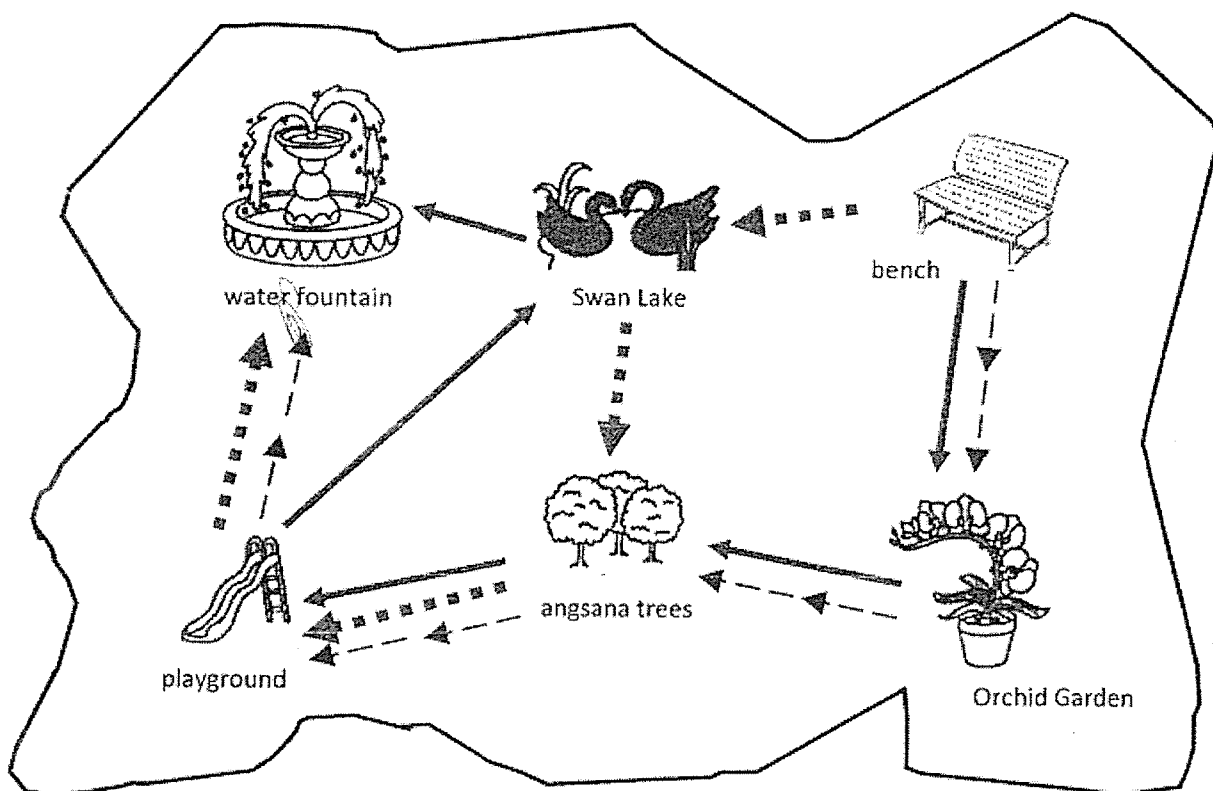 water fountain
Swan Lake
bench
angsana trees
playground
Orchid Garden